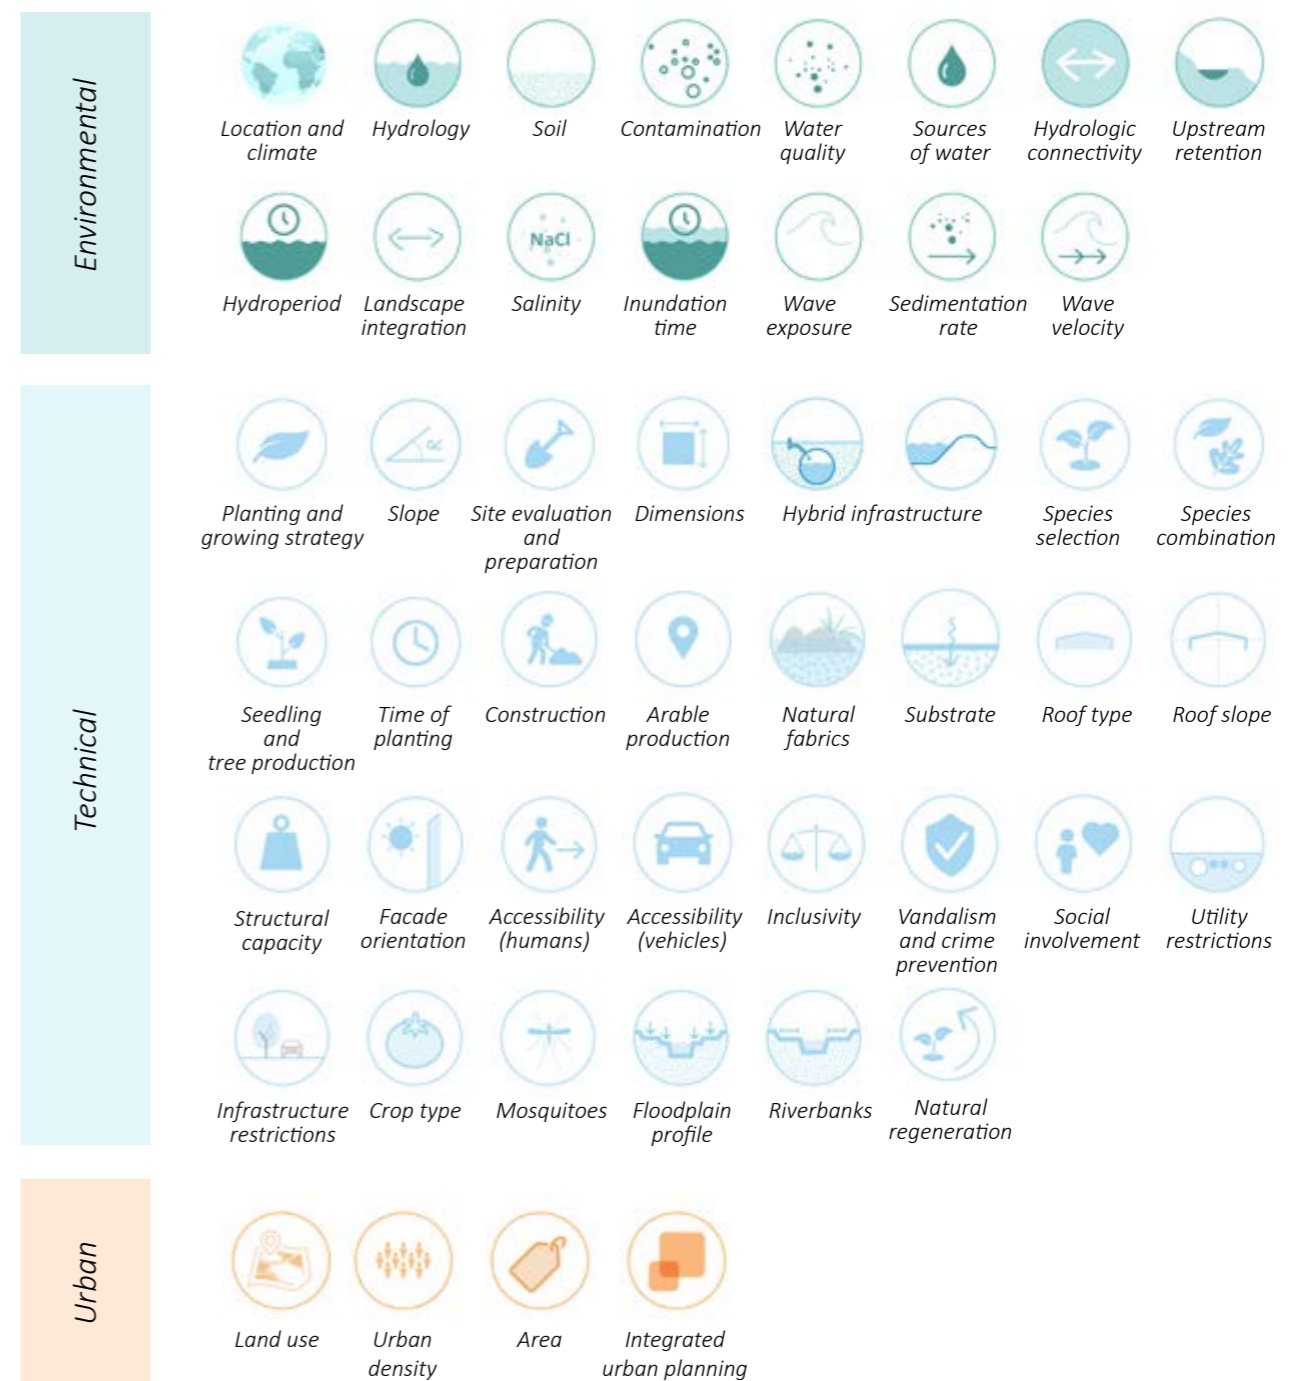 Environmental
Location and
climate
Hydrology
Soil
Contamination
Water
quality
Sources
of water
Hydrologic
connectivity
Upstream
retention
Hydroperiod
Landscape
integration
NaCl
Salinity
Inundation
time
Wave
exposure
Sedimentation
rate
Wave
velocity
Technical
Planting and
growing strategy
α
Slope
Site evaluation
and
preparation
Dimensions
Hybrid infrastructure
Species
selection
Species
combination
Seedling
and
tree production
Time of
planting
Construction
Arable
production
Natural
fabrics
Substrate
Roof type
Roof slope
Structural
capacity
Facade
orientation
Accessibility
(humans)
Accessibility
(vehicles)
Inclusivity
Vandalism
and crime
prevention
Social
involvement
Utility
restrictions
Infrastructure
restrictions
Crop type
Mosquitoes
Floodplain
profile
Riverbanks
Natural
regeneration
Urban
Land use
Urban
density
Area
Integrated
urban planning